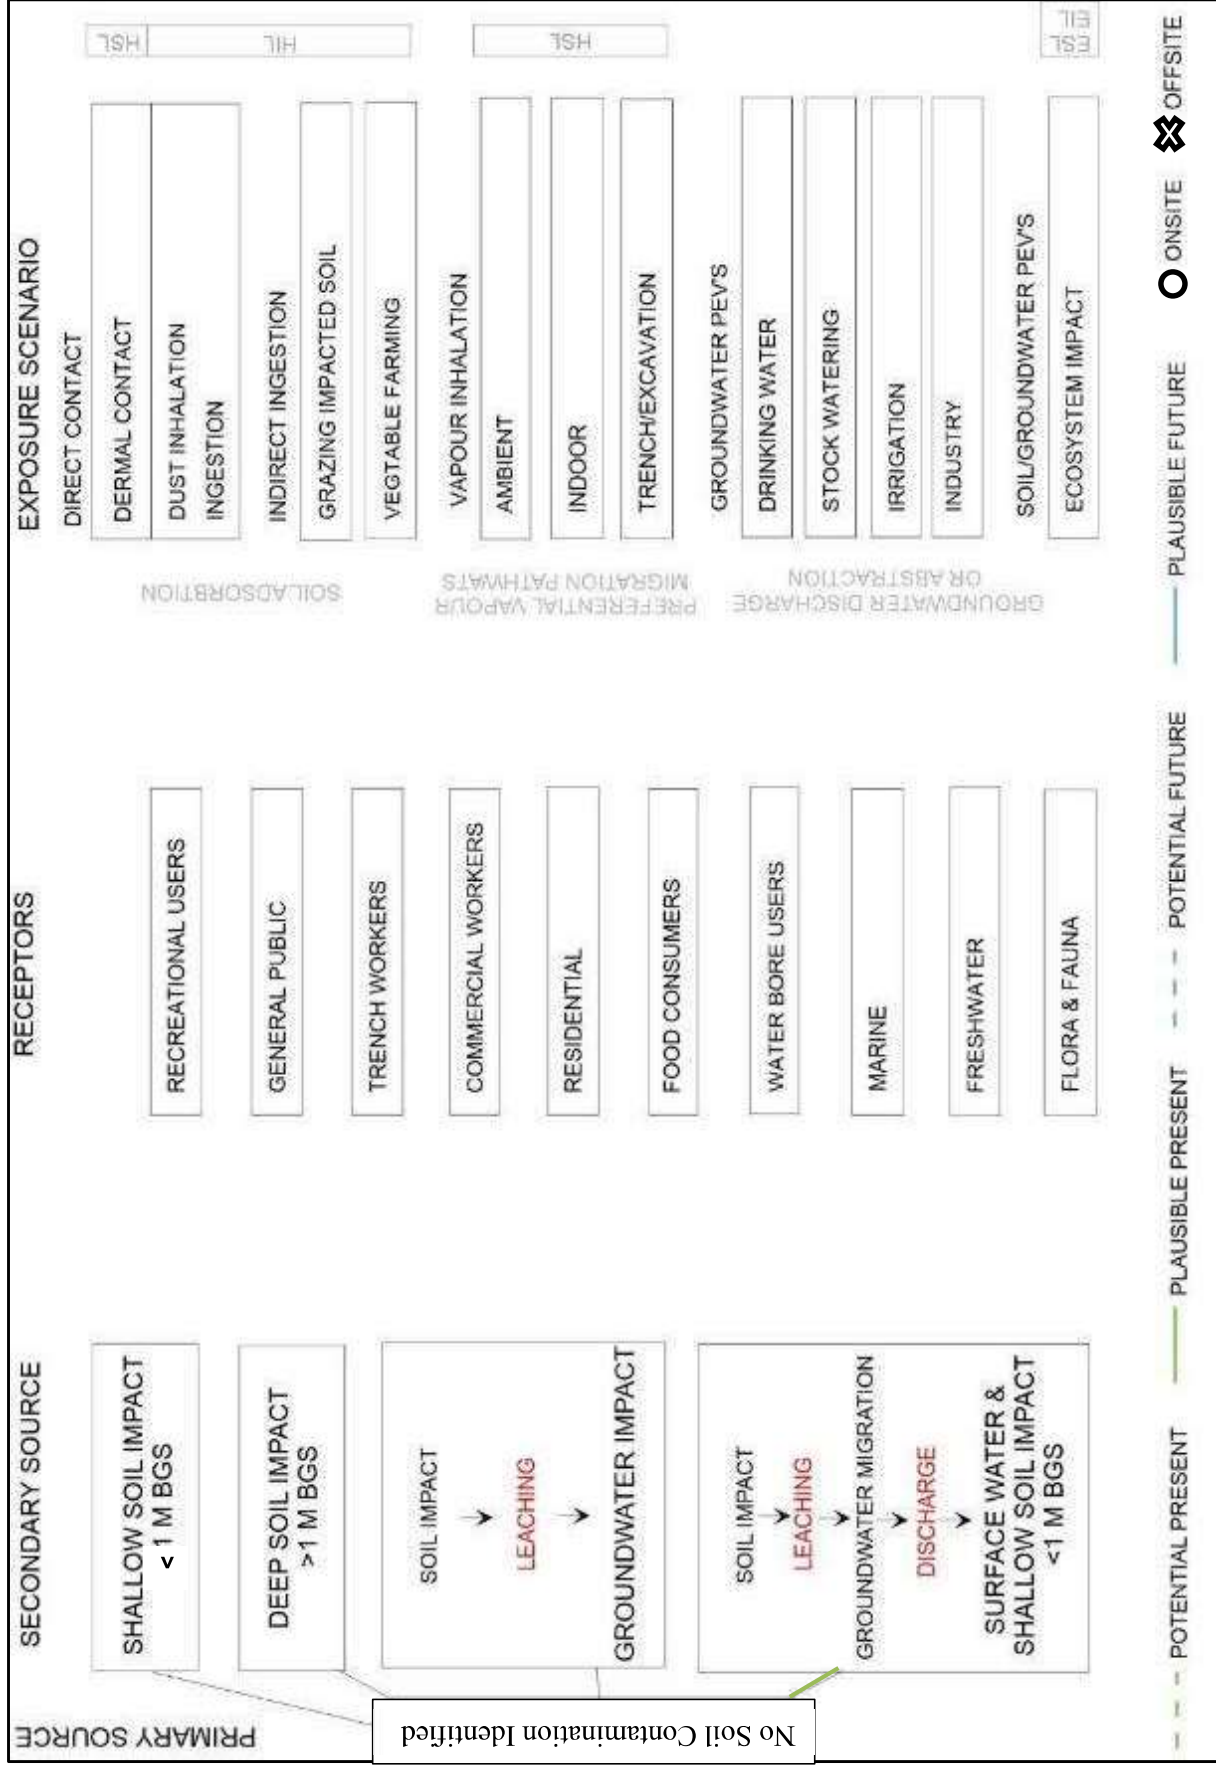 PRIMARY SOURCE
No Soil Contamination Identified
SECONDARY SOURCE
SHALLOW SOIL IMPACT
< 1 M BGS
DEEP SOIL IMPACT
>1 M BGS
SOIL IMPACT
LEACHING
GROUNDWATER IMPACT
SOIL IMPACT
LEACHING
GROUNDWATER MIGRATION
DISCHARGE
SURFACE WATER &
SHALLOW SOIL IMPACT
<1 M BGS
RECEPTORS
RECREATIONAL USERS
GENERAL PUBLIC
TRENCH WORKERS
COMMERCIAL WORKERS
RESIDENTIAL
FOOD CONSUMERS
WATER BORE USERS
MARINE
FRESHWATER
FLORA & FAUNA
SOIL ADSORBTION
PREFERENTIAL VAPOUR
MIGRATION PATHWATS
GROUNDWATER DISCHARGE
OR ABSTRACTION
EXPOSURE SCENARIO
DIRECT CONTACT
DERMAL CONTACT
DUST INHALATION
INGESTION
INDIRECT INGESTION
GRAZING IMPACTED SOIL
VEGTABLE FARMING
VAPOUR INHALATION
AMBIENT
INDOOR
TRENCH/EXCAVATION
GROUNDWATER PEV'S
DRINKING WATER
STOCK WATERING
IRRIGATION
INDUSTRY
SOIL/GROUNDWATER PEV'S
ECOSYSTEM IMPACT
HSL
HIL
HSL
EIL
ESL
POTENTIAL PRESENT
PLAUSIBLE PRESENT
POTENTIAL FUTURE
PLAUSIBLE FUTURE
ONSITE
OFFSITE